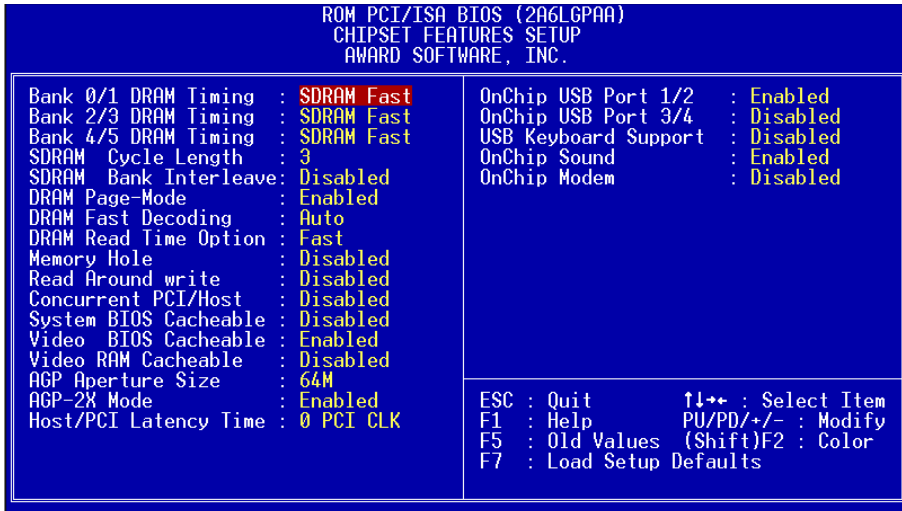 ROM PCI/ISA BIOS (2A6LGPAA)
CHIPSET FEATURES SETUP
AWARD SOFTWARE, INC.
Bank 0/1 DRAM Timing : SDRAM Fast
Bank 2/3 DRAM Timing : SDRAM Fast
Bank 4/5 DRAM Timing : SDRAM Fast
SDRAM Cycle Length : 3
SDRAM Bank Interleave: Disabled
DRAM Page-Mode : Enabled
DRAM Fast Decoding : Auto
DRAM Read Time Option : Fast
Memory Hole : Disabled
Read Around write : Disabled
Concurrent PCI/Host : Disabled
System BIOS Cacheable : Disabled
Video BIOS Cacheable : Enabled
Video RAM Cacheable : Disabled
AGP Aperture Size : 64M
AGP-2X Mode : Enabled
Host/PCI Latency Time : 0 PCI CLK
OnChip USB Port 1/2 : Enabled
OnChip USB Port 3/4 : Disabled
USB Keyboard Support : Disabled
OnChip Sound : Enabled
OnChip Modem : Disabled
ESC : Quit ↑↓→← : Select Item
F1 : Help PU/PD/+/- : Modify
F5 : Old Values (Shift)F2 : Color
F7 : Load Setup Defaults